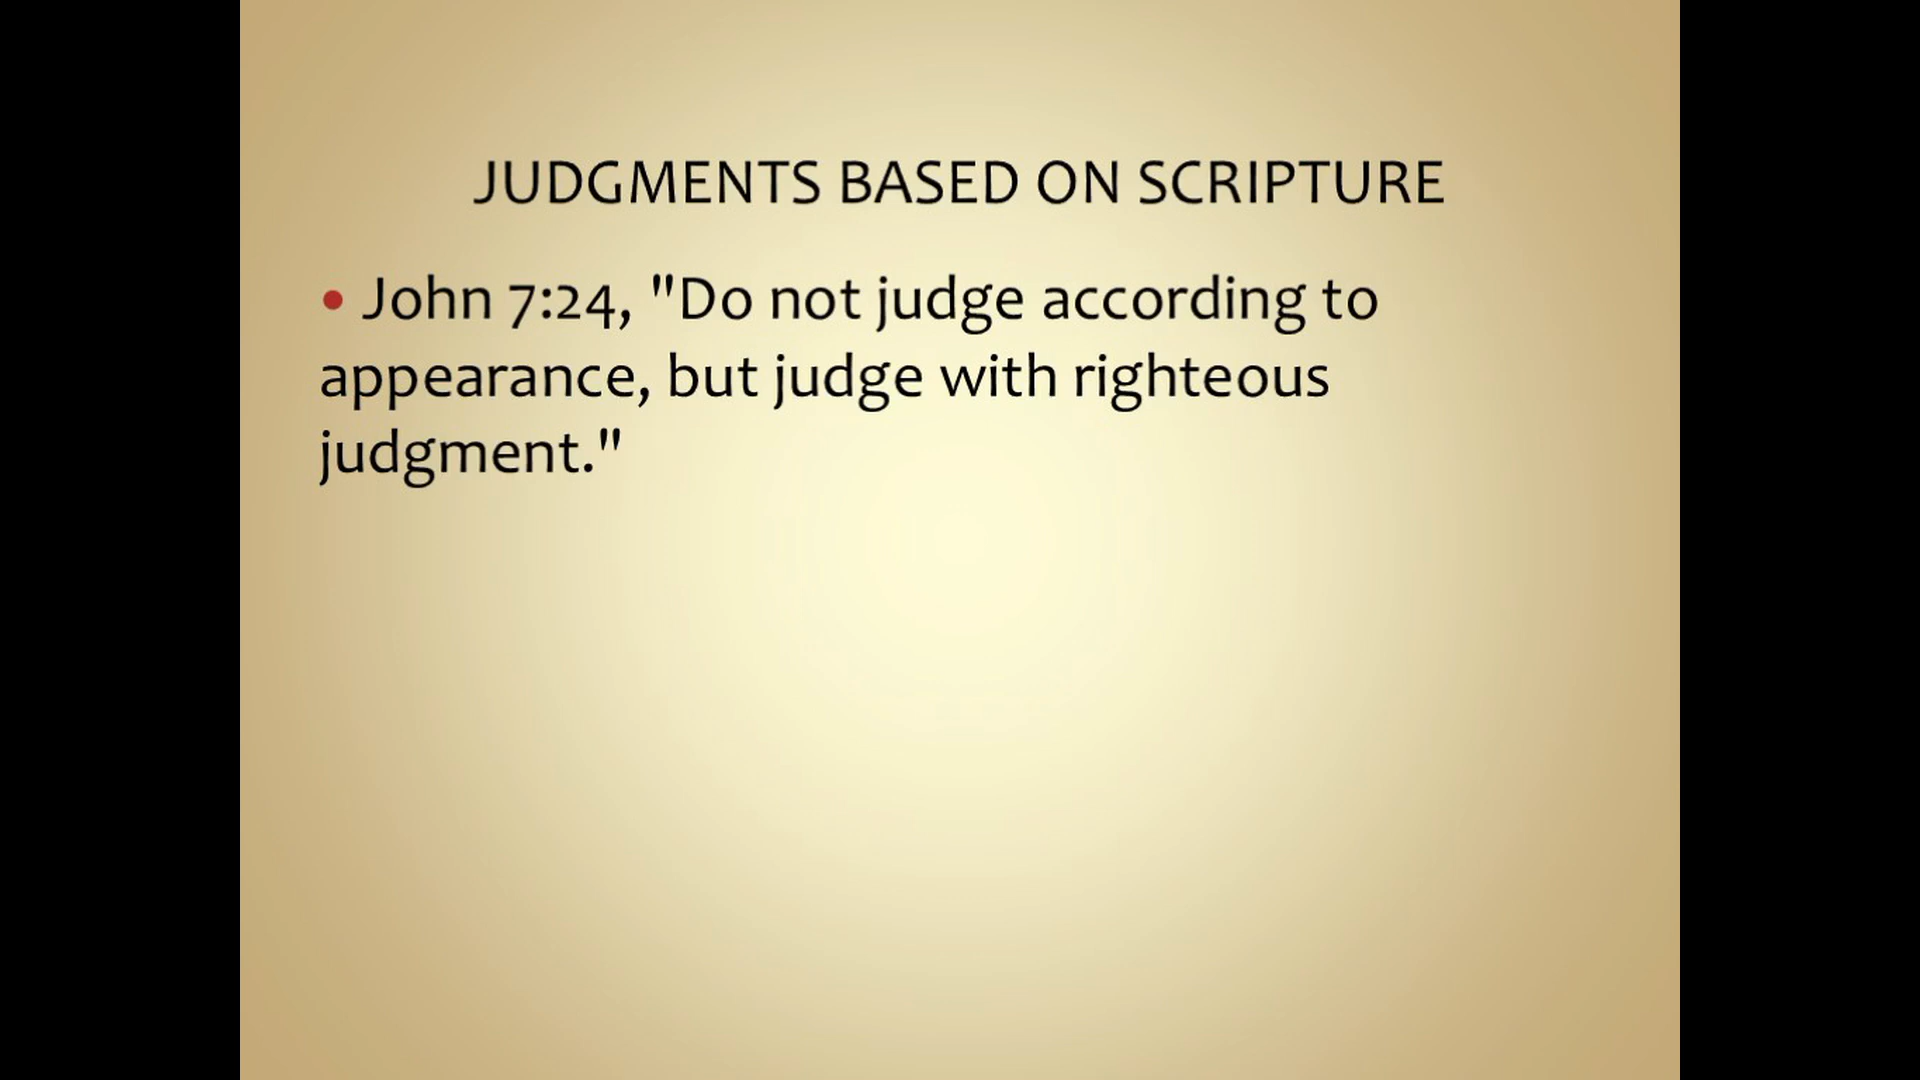 JUDGMENTS BASED ON SCRIPTURE
• John 7:24, "Do not judge according to
appearance, but judge with righteous
judgment."